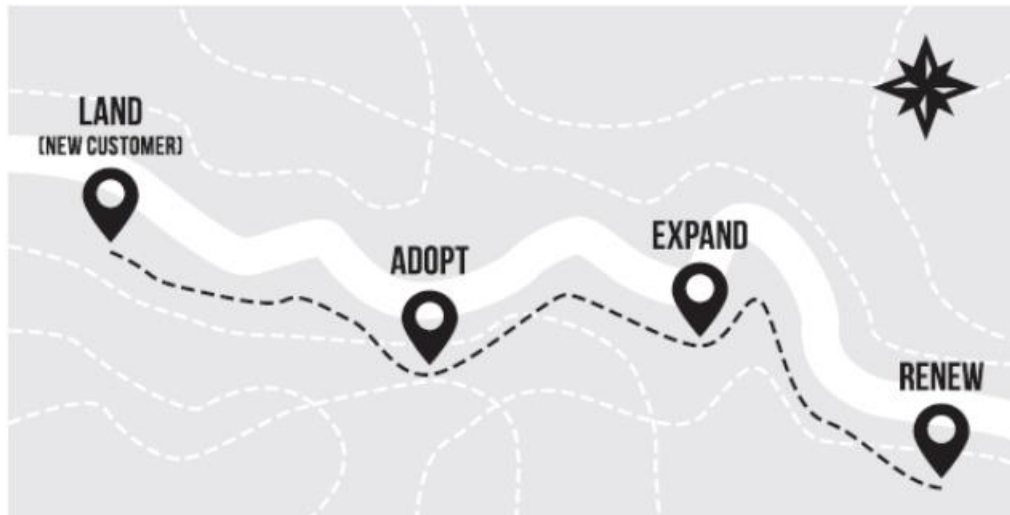 LAND
(NEW CUSTOMER)
ADOPT
EXPAND
RENEW